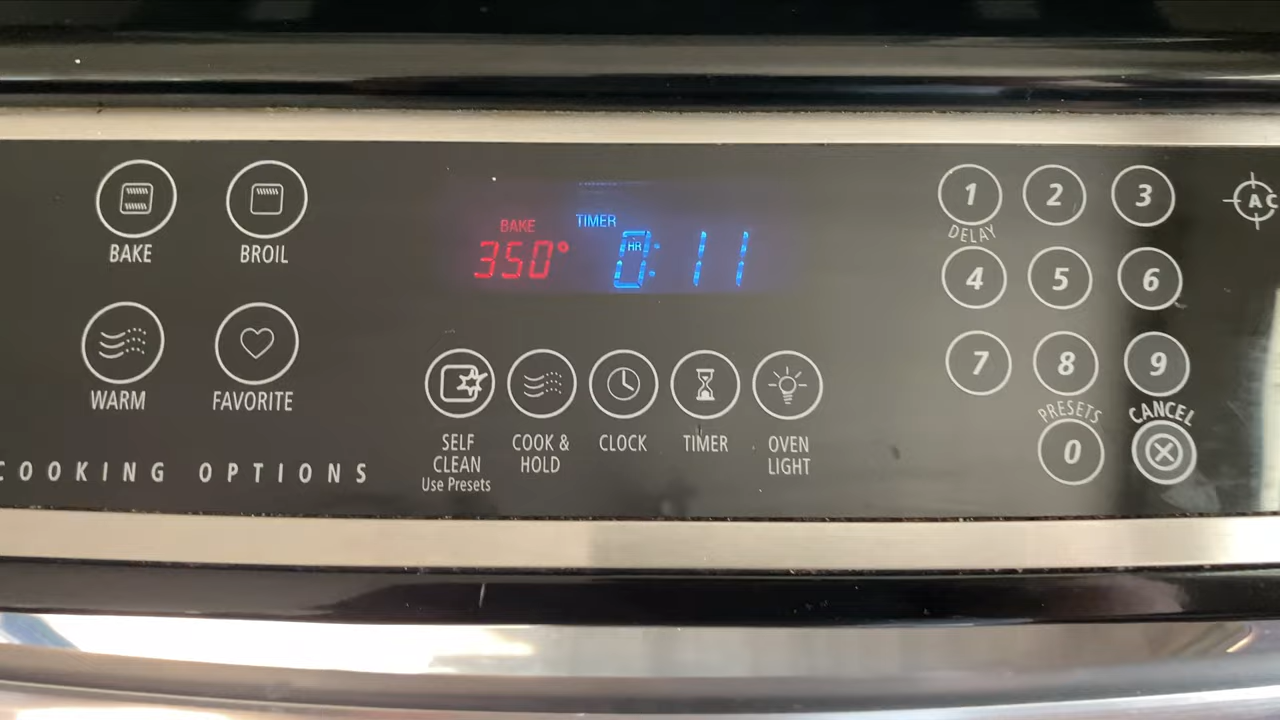 BAKE
BROIL
WARM
FAVORITE
COOKING OPTIONS
BAKE
350°
TIMER
HR
0:11
SELF
CLEAN
Use Presets
COOK &
HOLD
CLOCK
TIMER
OVEN
LIGHT
1 2 3
DELAY
4 5 6
7 8 9
PRESETS CANCEL
0
AC